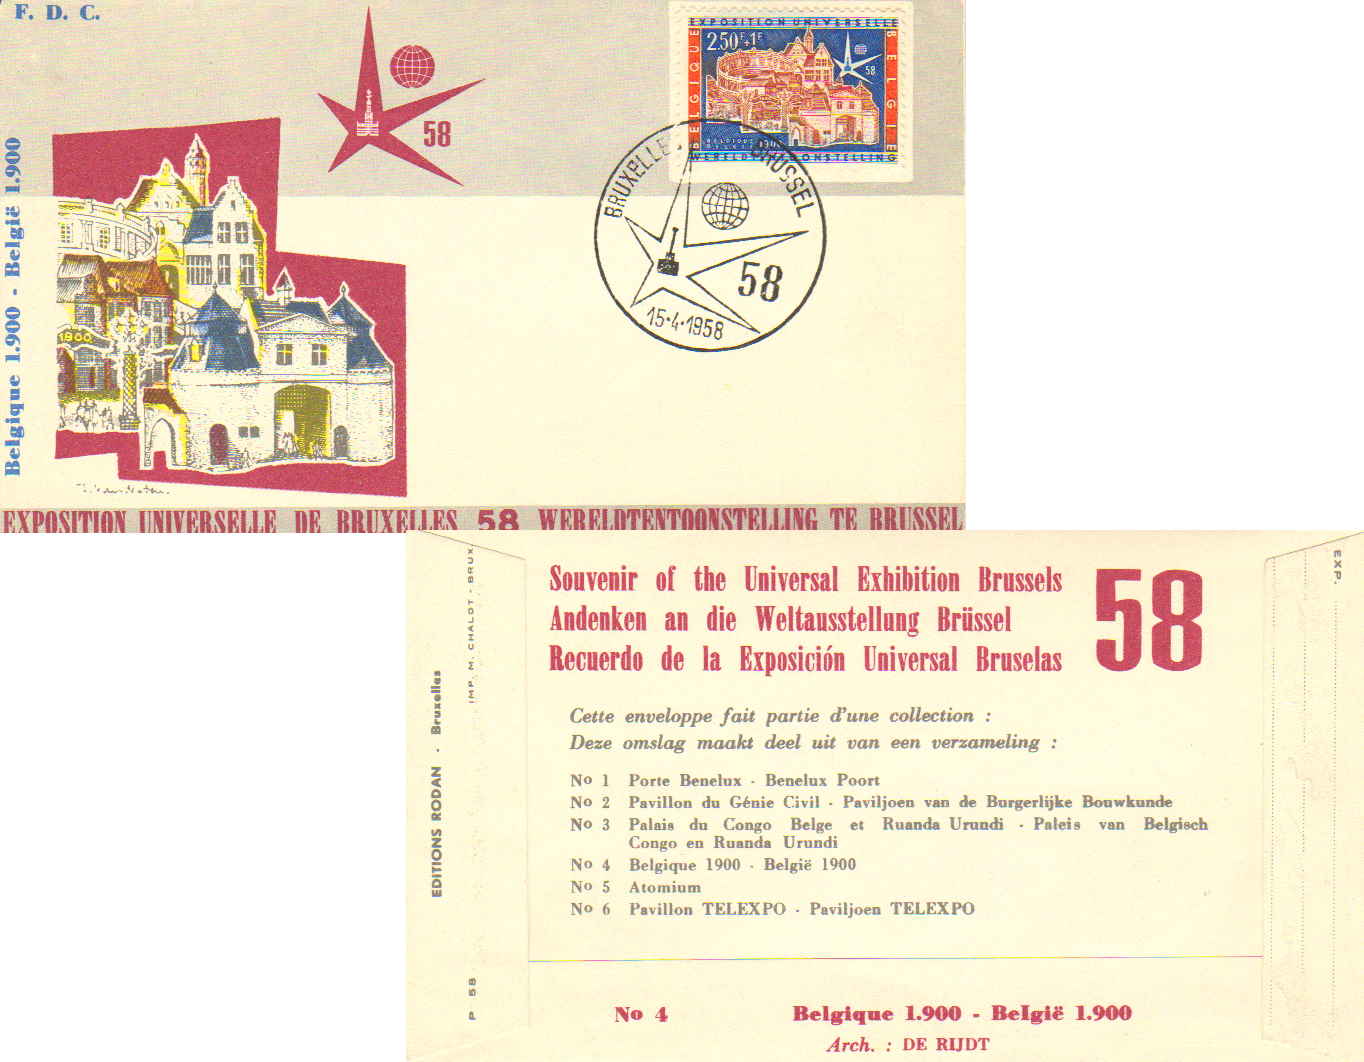 F. D. C.
Belgique 1.900 - België 1.900
58
1900
EXPOSITION UNIVERSELLE
2.50F+1F
58
BELGIQUE
BELGIE
1900
BRUXELLES BRUSSEL
58
15·4·1958
EXPOSITION UNIVERSELLE DE BRUXELLES 58 WERELDTENTOONSTELLING TE BRUSSEL
Souvenir of the Universal Exhibition Brussels
Andenken an die Weltausstellung Brüssel
Recuerdo de la Exposición Universal Bruselas
58
Cette enveloppe fait partie d'une collection :
Deze omslag maakt deel uit van een verzameling :
No 1 Porte Benelux - Benelux Poort
No 2 Pavillon du Génie Civil - Paviljoen van de Burgerlijke Bouwkunde
No 3 Palais du Congo Belge et Ruanda Urundi - Paleis van Belgisch
Congo en Ruanda Urundi
No 4 Belgique 1900 - België 1900
No 5 Atomium
No 6 Pavillon TELEXPO - Paviljoen TELEXPO
No 4 Belgique 1.900 - België 1.900
Arch. : DE RIJDT
EDITIONS RODAN - Bruxelles
IMP. M. CHALOT - BRUX.
P 58
EXP.